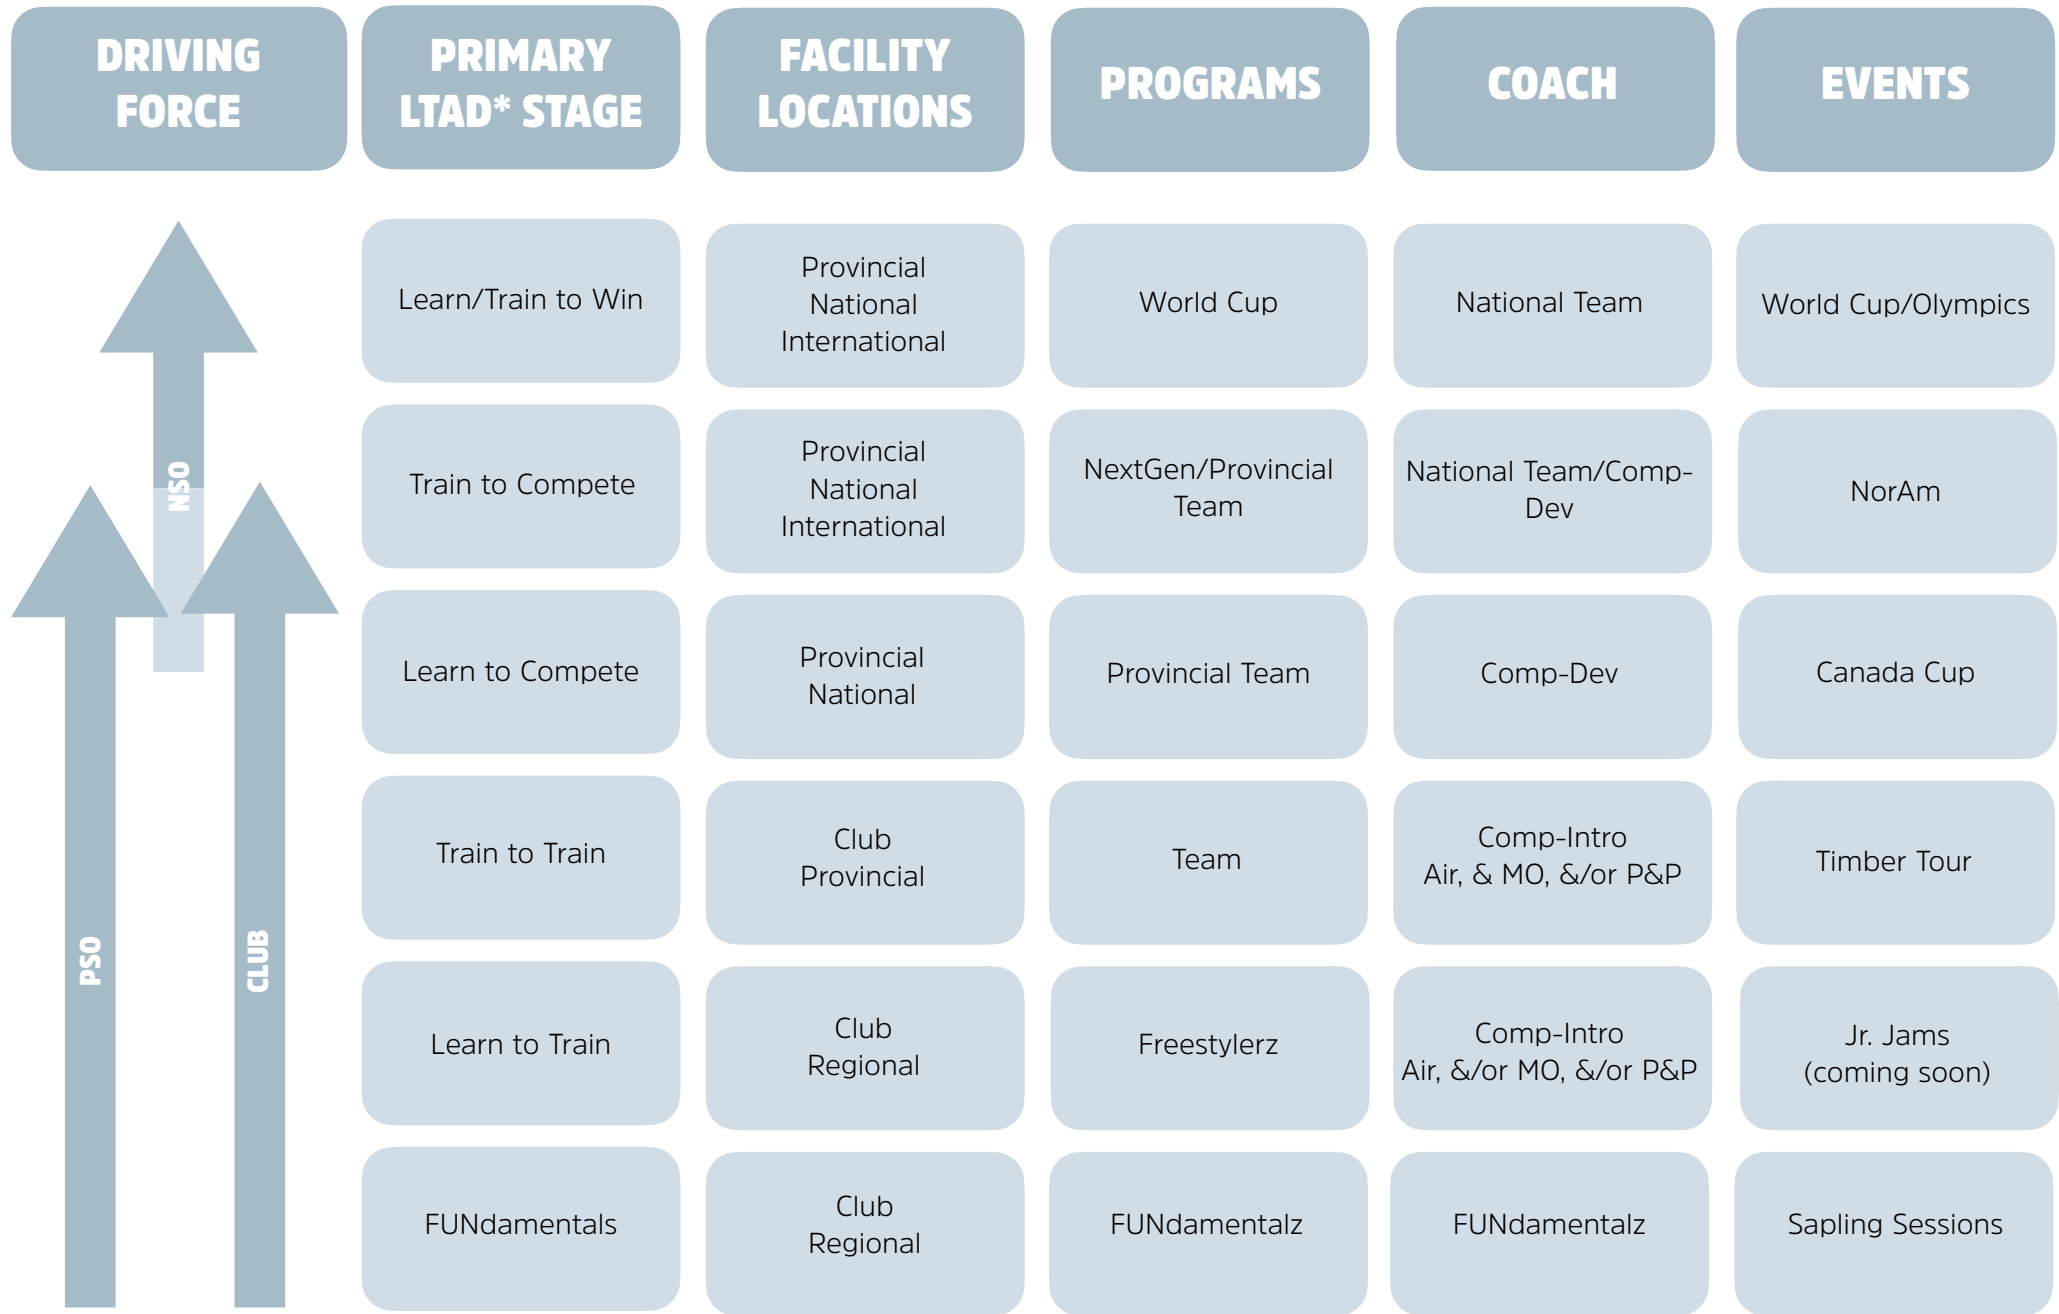 DRIVING
FORCE
PRIMARY
LTAD* STAGE
FACILITY
LOCATIONS
PROGRAMS
COACH
EVENTS
NSO
PSO
CLUB
Learn/Train to Win
Provincial
National
International
World Cup
National Team
World Cup/Olympics
Train to Compete
Provincial
National
International
NextGen/Provincial
Team
National Team/Comp-
Dev
NorAm
Learn to Compete
Provincial
National
Provincial Team
Comp-Dev
Canada Cup
Train to Train
Club
Provincial
Team
Comp-Intro
Air, & MO, &/or P&P
Timber Tour
Learn to Train
Club
Regional
Freestylerz
Comp-Intro
Air, &/or MO, &/or P&P
Jr. Jams
(coming soon)
FUNdamentals
Club
Regional
FUNdamentalz
FUNdamentalz
Sapling Sessions